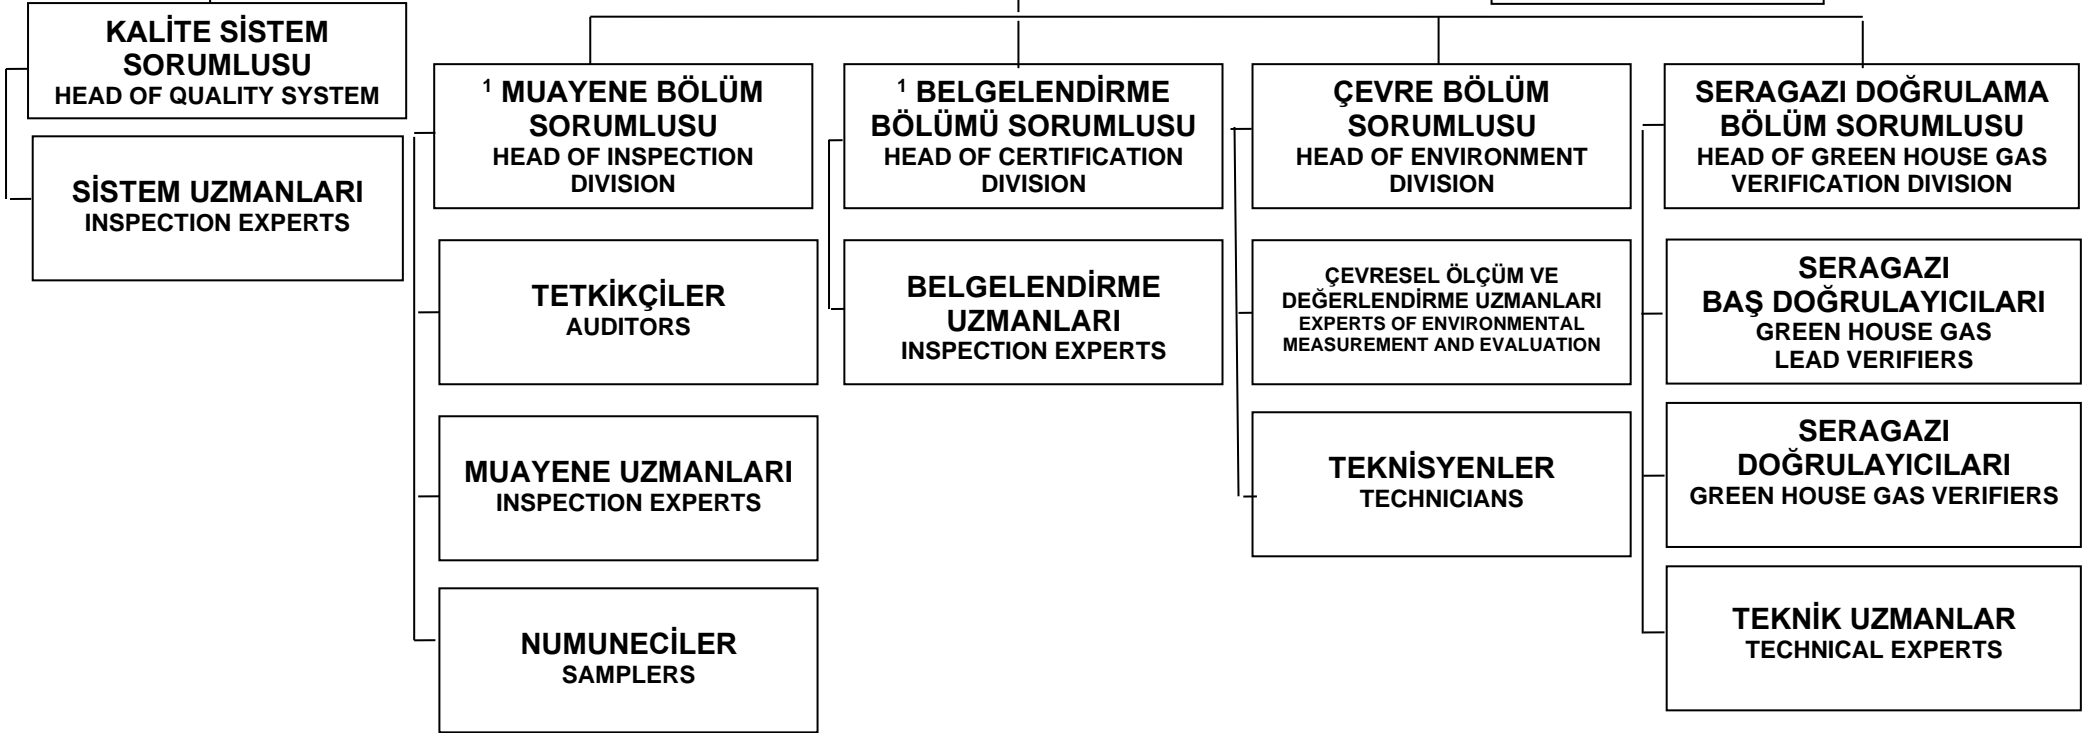 KALİTE SİSTEM
SORUMLUSU
HEAD OF QUALITY SYSTEM
SİSTEM UZMANLARI
INSPECTION EXPERTS
¹ MUAYENE BÖLÜM
SORUMLUSU
HEAD OF INSPECTION
DIVISION
TETKİKÇİLER
AUDITORS
MUAYENE UZMANLARI
INSPECTION EXPERTS
NUMUNECİLER
SAMPLERS
¹ BELGELENDİRME
BÖLÜMÜ SORUMLUSU
HEAD OF CERTIFICATION
DIVISION
BELGELENDİRME
UZMANLARI
INSPECTION EXPERTS
ÇEVRE BÖLÜM
SORUMLUSU
HEAD OF ENVIRONMENT
DIVISION
ÇEVRESEL ÖLÇÜM VE
DEĞERLENDİRME UZMANLARI
EXPERTS OF ENVIRONMENTAL
MEASUREMENT AND EVALUATION
TEKNİSYENLER
TECHNICIANS
SERAGAZI DOĞRULAMA
BÖLÜM SORUMLUSU
HEAD OF GREEN HOUSE GAS
VERIFICATION DIVISION
SERAGAZI
BAŞ DOĞRULAYICILARI
GREEN HOUSE GAS
LEAD VERIFIERS
SERAGAZI
DOĞRULAYICILARI
GREEN HOUSE GAS VERIFIERS
TEKNİK UZMANLAR
TECHNICAL EXPERTS